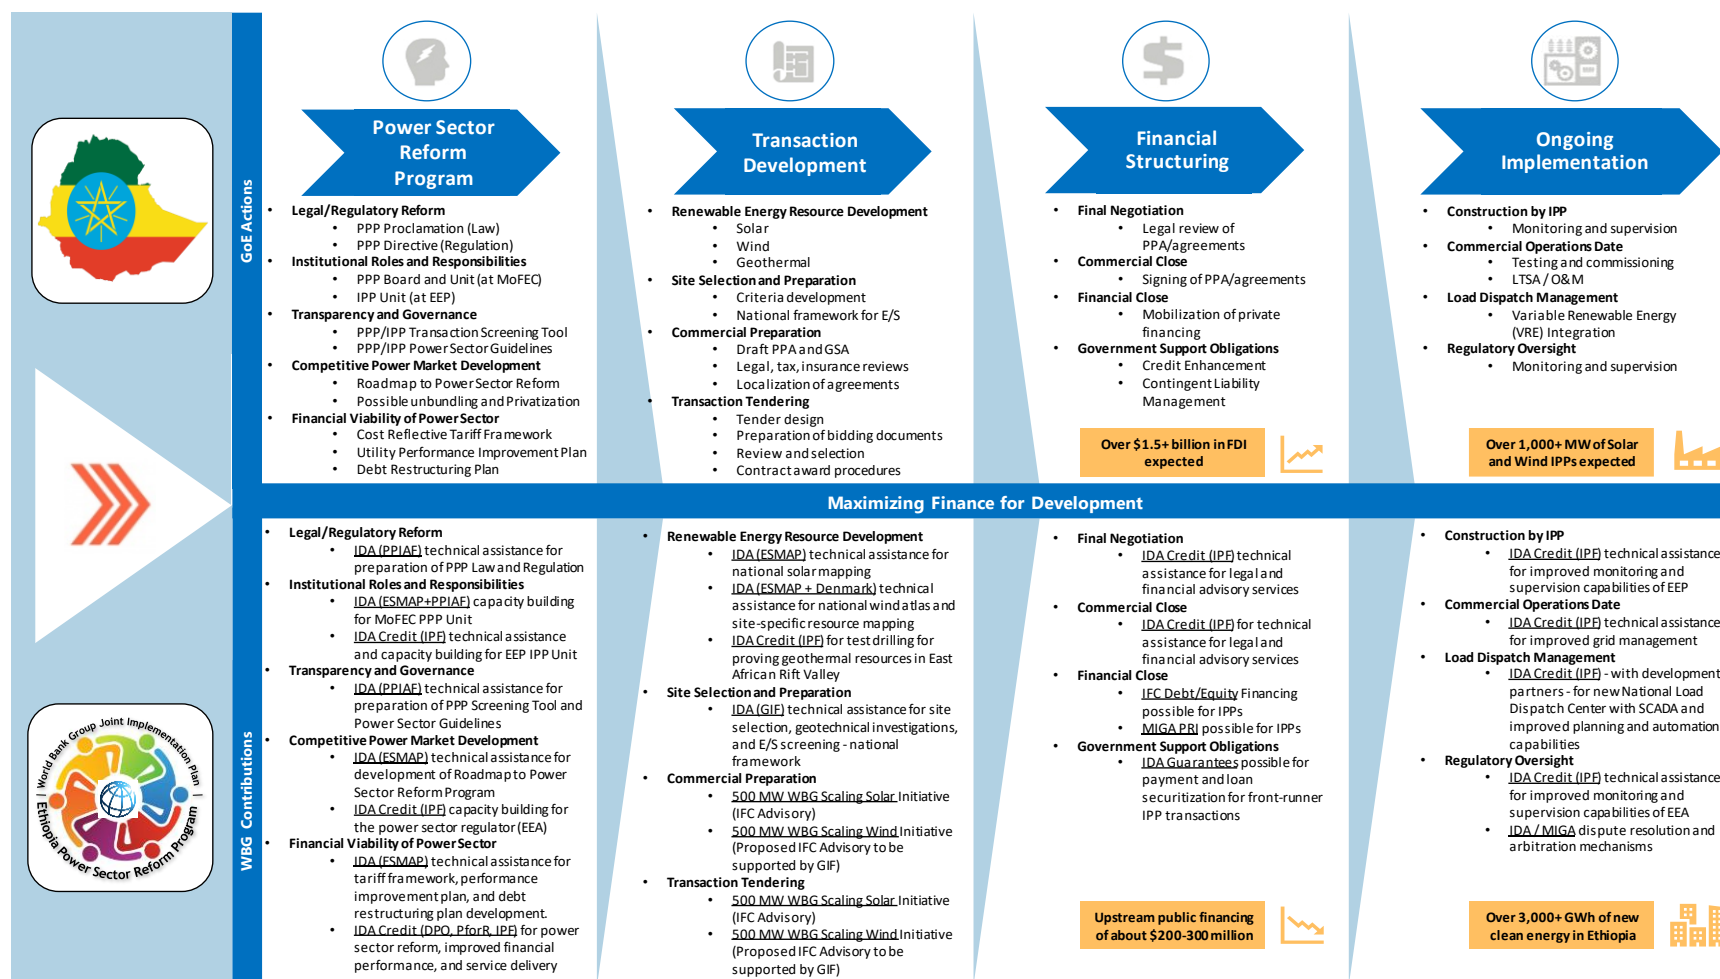 GoE Actions
Power Sector
Reform
Program
• Legal/Regulatory Reform
• PPP Proclamation (Law)
• PPP Directive (Regulation)
• Institutional Roles and Responsibilities
• PPP Board and Unit (at MoFEC)
• IPP Unit (at EEP)
• Transparency and Governance
• PPP/IPP Transaction Screening Tool
• PPP/IPP Power Sector Guidelines
• Competitive Power Market Development
• Roadmap to Power Sector Reform
• Possible unbundling and Privatization
• Financial Viability of Power Sector
• Cost Reflective Tariff Framework
• Utility Performance Improvement Plan
• Debt Restructuring Plan
Transaction
Development
• Renewable Energy Resource Development
• Solar
• Wind
• Geothermal
• Site Selection and Preparation
• Criteria development
• National framework for E/S
• Commercial Preparation
• Draft PPA and GSA
• Legal, tax, insurance reviews
• Localization of agreements
• Transaction Tendering
• Tender design
• Preparation of bidding documents
• Review and selection
• Contract award procedures
$
Financial
Structuring
• Final Negotiation
• Legal review of
PPA/agreements
• Commercial Close
• Signing of PPA/agreements
• Financial Close
• Mobilization of private
financing
• Government Support Obligations
• Credit Enhancement
• Contingent Liability
Management
Over $1.5+ billion in FDI
expected
Ongoing
Implementation
• Construction by IPP
• Monitoring and supervision
• Commercial Operations Date
• Testing and commissioning
• LTSA / O&M
• Load Dispatch Management
• Variable Renewable Energy
(VRE) Integration
• Regulatory Oversight
• Monitoring and supervision
Over 1,000+ MW of Solar
and Wind IPPs expected
Maximizing Finance for Development
World Bank Group Joint Implementation Plan
| Ethiopia Power Sector Reform Program |
WBG Contributions
• Legal/Regulatory Reform
• IDA (PPIAF) technical assistance for
preparation of PPP Law and Regulation
• Institutional Roles and Responsibilities
• IDA (ESMAP+PPIAF) capacity building
for MoFEC PPP Unit
• IDA Credit (IPF) technical assistance
and capacity building for EEP IPP Unit
• Transparency and Governance
• IDA (PPIAF) technical assistance for
preparation of PPP Screening Tool and
Power Sector Guidelines
• Competitive Power Market Development
• IDA (ESMAP) technical assistance for
development of Roadmap to Power
Sector Reform Program
• IDA Credit (IPF) capacity building for
the power sector regulator (EEA)
• Financial Viability of Power Sector
• IDA (ESMAP) technical assistance for
tariff framework, performance
improvement plan, and debt
restructuring plan development.
• IDA Credit (DPO, PforR, IPF) for power
sector reform, improved financial
performance, and service delivery
• Renewable Energy Resource Development
• IDA (ESMAP) technical assistance for
national solar mapping
• IDA (ESMAP + Denmark) technical
assistance for national wind atlas and
site-specific resource mapping
• IDA Credit (IPF) for test drilling for
proving geothermal resources in East
African Rift Valley
• Site Selection and Preparation
• IDA (GIF) technical assistance for site
selection, geotechnical investigations,
and E/S screening - national
framework
• Commercial Preparation
• 500 MW WBG Scaling Solar Initiative
(IFC Advisory)
• 500 MW WBG Scaling Wind Initiative
(Proposed IFC Advisory to be
supported by GIF)
• Transaction Tendering
• 500 MW WBG Scaling Solar Initiative
(IFC Advisory)
• 500 MW WBG Scaling Wind Initiative
(Proposed IFC Advisory to be
supported by GIF)
• Final Negotiation
• IDA Credit (IPF) technical
assistance for legal and
financial advisory services
• Commercial Close
• IDA Credit (IPF) for technical
assistance for legal and
financial advisory services
• Financial Close
• IFC Debt/Equity Financing
possible for IPPs
• MIGA PRI possible for IPPs
• Government Support Obligations
• IDA Guarantees possible for
payment and loan
securitization for front-runner
IPP transactions
Upstream public financing
of about $200-300 million
• Construction by IPP
• IDA Credit (IPF) technical assistance
for improved monitoring and
supervision capabilities of EEP
• Commercial Operations Date
• IDA Credit (IPF) technical assistance
for improved grid management
• Load Dispatch Management
• IDA Credit (IPF) - with development
partners - for new National Load
Dispatch Center with SCADA and
improved planning and automation
capabilities
• Regulatory Oversight
• IDA Credit (IPF) technical assistance
for improved monitoring and
supervision capabilities of EEA
• IDA / MIGA dispute resolution and
arbitration mechanisms
Over 3,000+ GWh of new
clean energy in Ethiopia